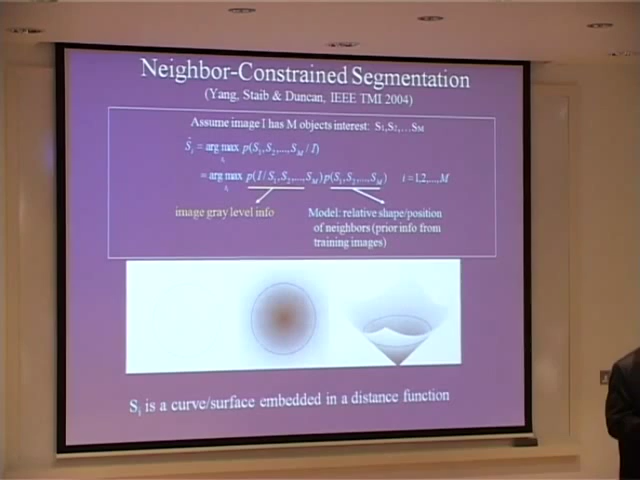 Neighbor-Constrained Segmentation
(Yang, Staib & Duncan, IEEE TMI 2004)
Assume image I has M objects interest: S₁,S₂,…SM
Ŝᵢ = arg max p(S₁,S₂,...,S_M / I)
Sᵢ
= arg max p(I / S₁,S₂,...,S_M)p(S₁,S₂,...,S_M) i = 1,2,...,M
Sᵢ
image gray level info
Model: relative shape/position
of neighbors (prior info from
training images)
Sᵢ is a curve/surface embedded in a distance function